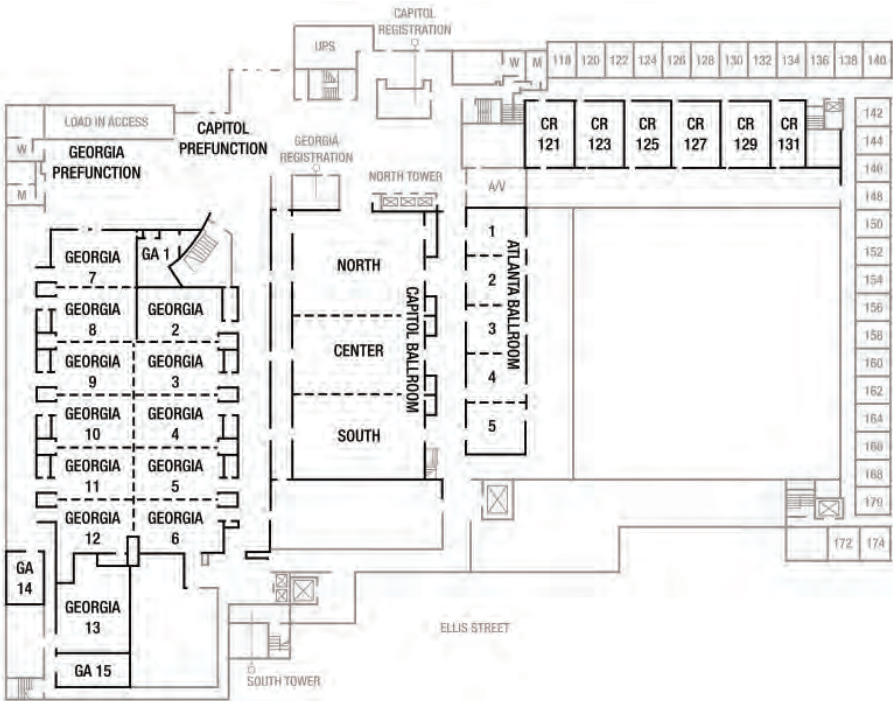 CAPITOL
REGISTRATION
UPS
W
M
118 120 122 124 126 128 130 132 134 136 138 140
LOAD IN ACCESS
CAPITOL
PREFUNCTION
W
GEORGIA
PREFUNCTION
M
GEORGIA
REGISTRATION
NORTH TOWER
CR
121
CR
123
CR
125
CR
127
CR
129
CR
131
A/V
142
144
146
148
150
152
154
156
158
160
162
164
166
168
170
172 174
GEORGIA
7
GA 1
GEORGIA
8
GEORGIA
2
GEORGIA
9
GEORGIA
3
GEORGIA
10
GEORGIA
4
GEORGIA
11
GEORGIA
5
GEORGIA
12
GEORGIA
6
GA
14
GEORGIA
13
GA 15
NORTH
CENTER
SOUTH
CAPITOL BALLROOM
1
2
3
4
5
ATLANTA BALLROOM
ELLIS STREET
SOUTH TOWER